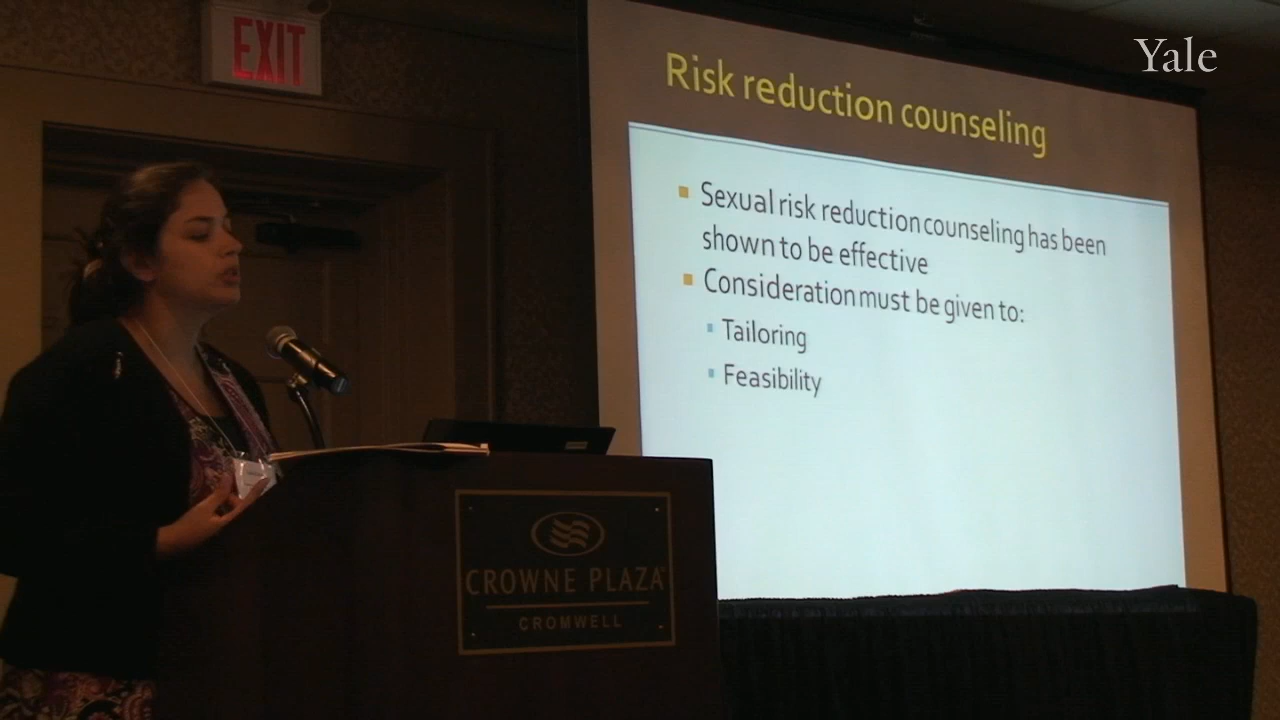 EXIT
Yale
Risk reduction counseling
Sexual risk reduction counseling has been
shown to be effective
Consideration must be given to:
Tailoring
Feasibility
CROWNE PLAZA
CROMWELL